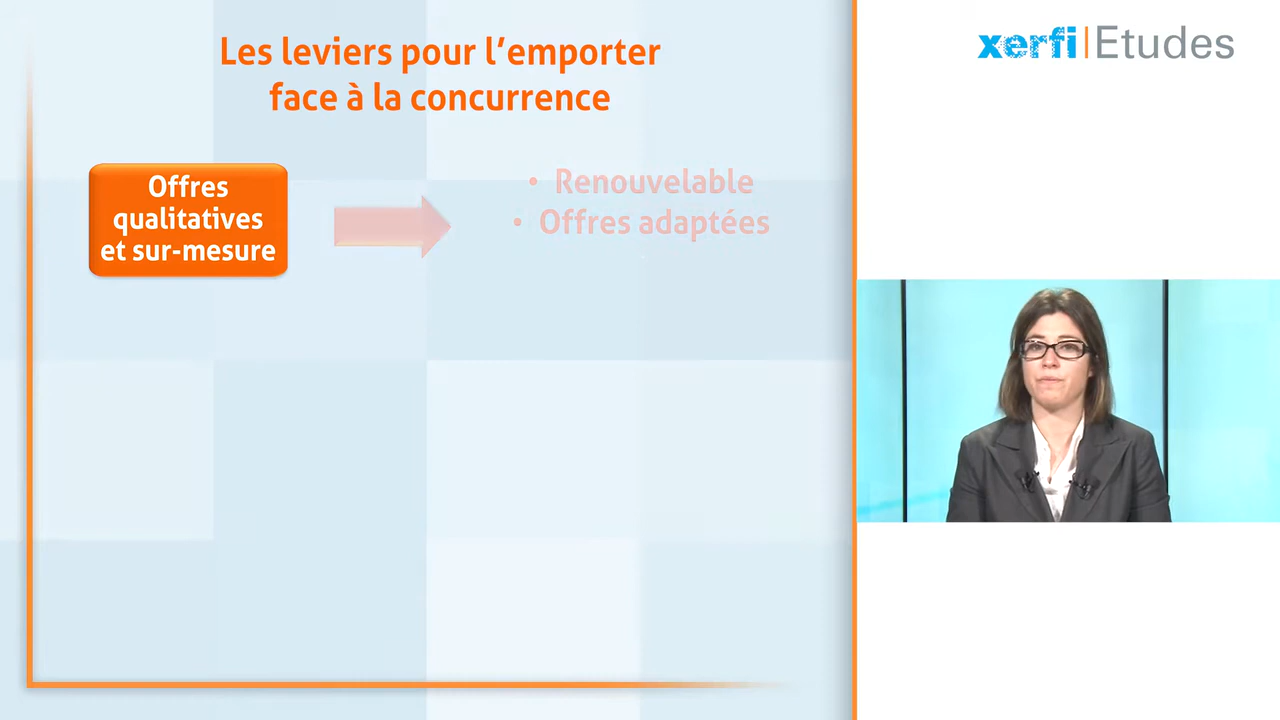 Les leviers pour l’emporter
face à la concurrence
xerfi Etudes
Offres
qualitatives
et sur-mesure
• Renouvelable
• Offres adaptées